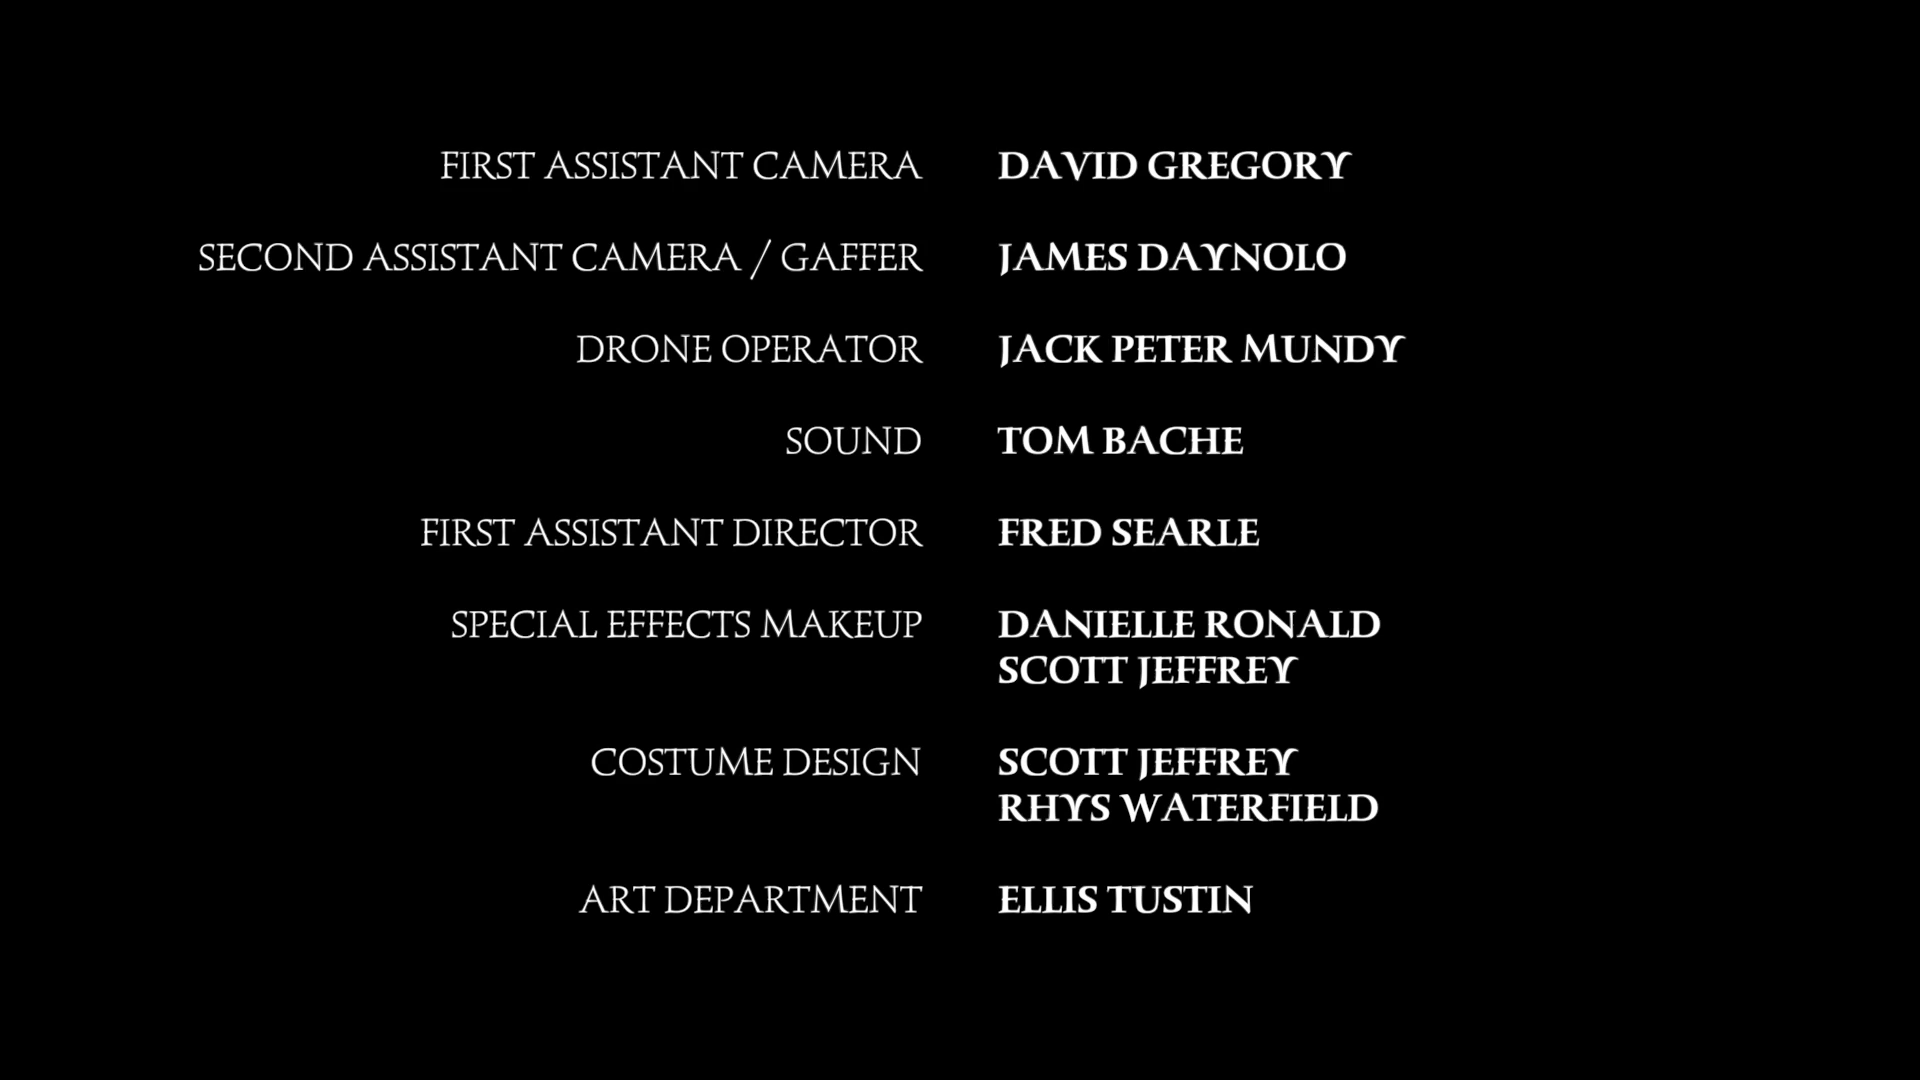 FIRST ASSISTANT CAMERA DAVID GREGORY
SECOND ASSISTANT CAMERA / GAFFER JAMES DAYNOLO
DRONE OPERATOR JACK PETER MUNDY
SOUND TOM BACHE
FIRST ASSISTANT DIRECTOR FRED SEARLE
SPECIAL EFFECTS MAKEUP DANIELLE RONALD
SCOTT JEFFREY
COSTUME DESIGN SCOTT JEFFREY
RHYS WATERFIELD
ART DEPARTMENT ELLIS TUSTIN